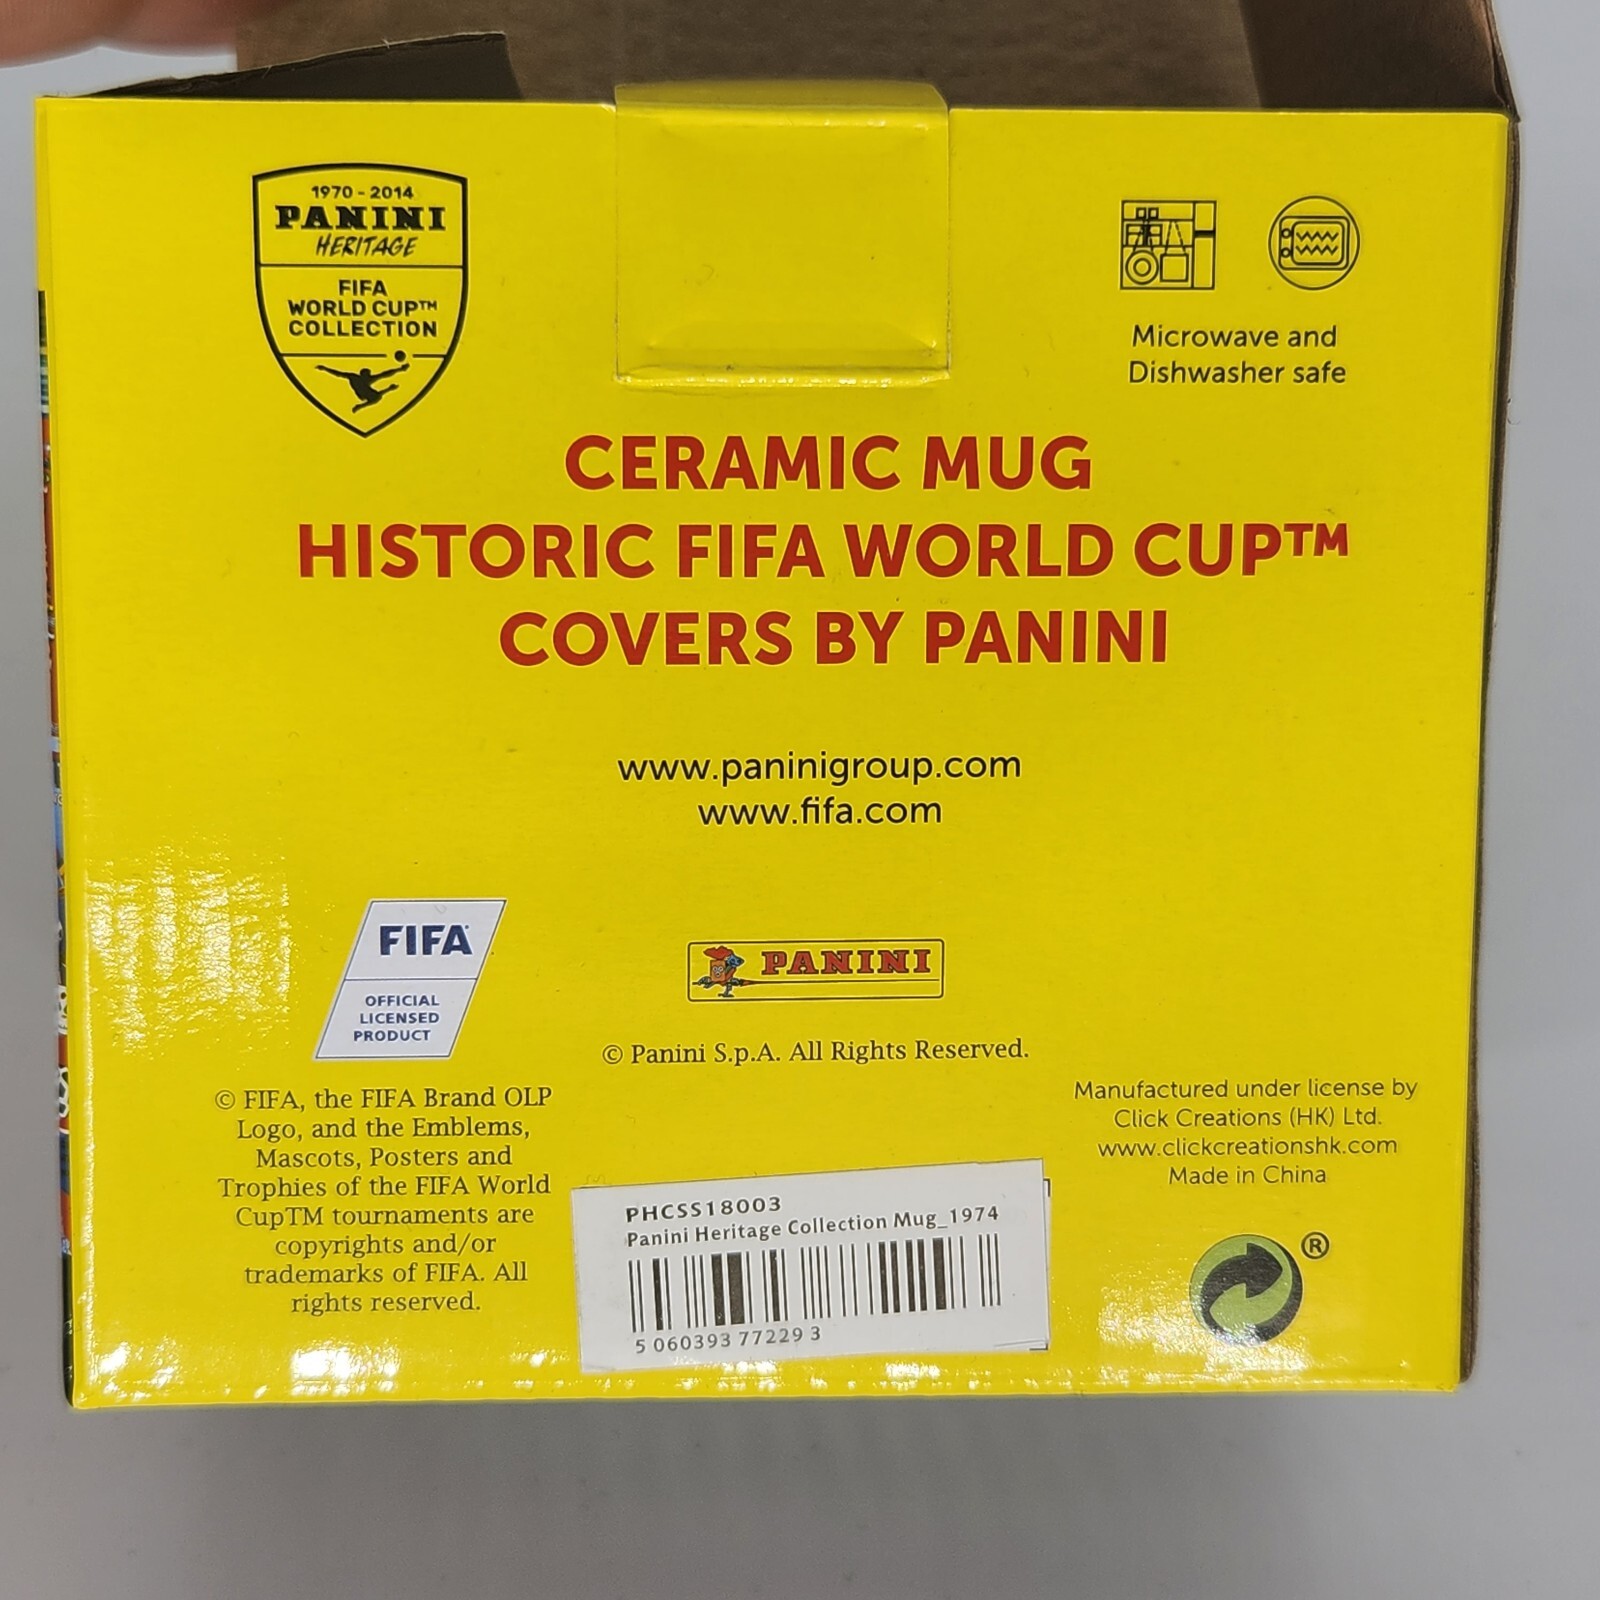 1970 - 2014
PANINI
HERITAGE
FIFA
WORLD CUP™
COLLECTION
Microwave and
Dishwasher safe
CERAMIC MUG
HISTORIC FIFA WORLD CUP™
COVERS BY PANINI
www.paninigroup.com
www.fifa.com
FIFA
OFFICIAL
LICENSED
PRODUCT
© FIFA, the FIFA Brand OLP
Logo, and the Emblems,
Mascots, Posters and
Trophies of the FIFA World
CupTM tournaments are
copyrights and/or
trademarks of FIFA. All
rights reserved.
PANINI
© Panini S.p.A. All Rights Reserved.
Manufactured under license by
Click Creations (HK) Ltd.
www.clickcreationshk.com
Made in China
PHCSS18003
Panini Heritage Collection Mug_1974
5 060393 77229 3
®